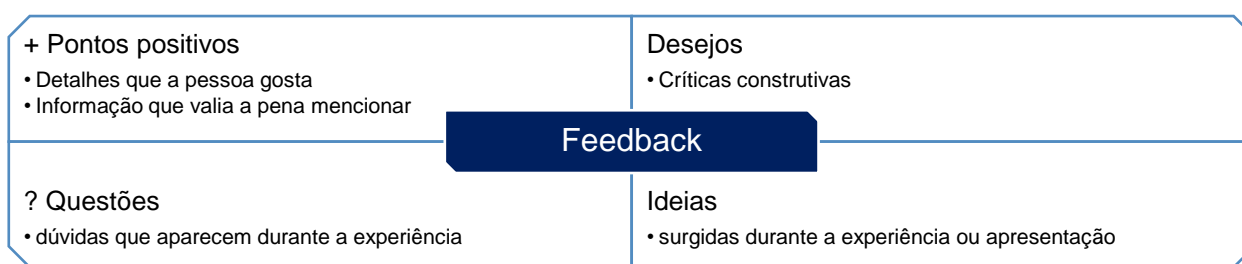 + Pontos positivos
• Detalhes que a pessoa gosta
• Informação que valia a pena mencionar
Desejos
• Críticas construtivas
Feedback
? Questões
• dúvidas que aparecem durante a experiência
Ideias
• surgidas durante a experiência ou apresentação